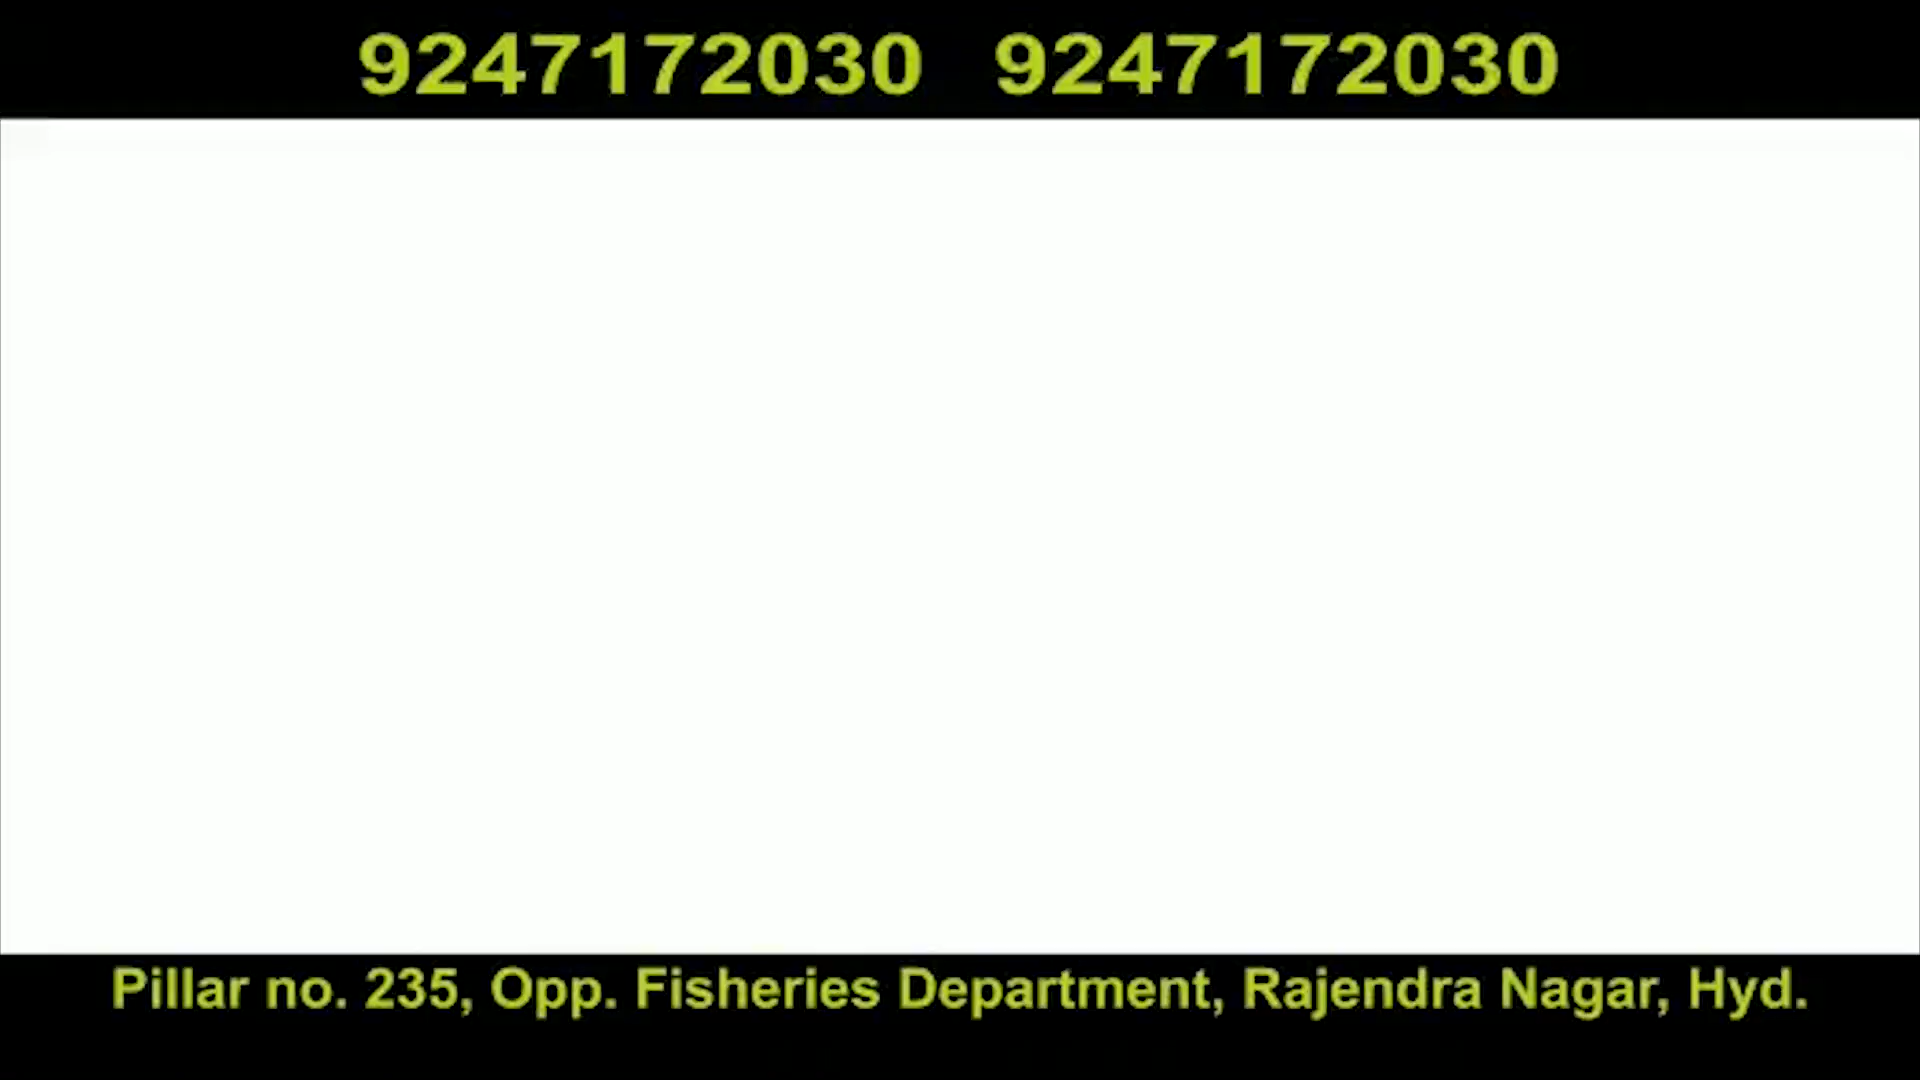 9247172030 9247172030
Pillar no. 235, Opp. Fisheries Department, Rajendra Nagar, Hyd.